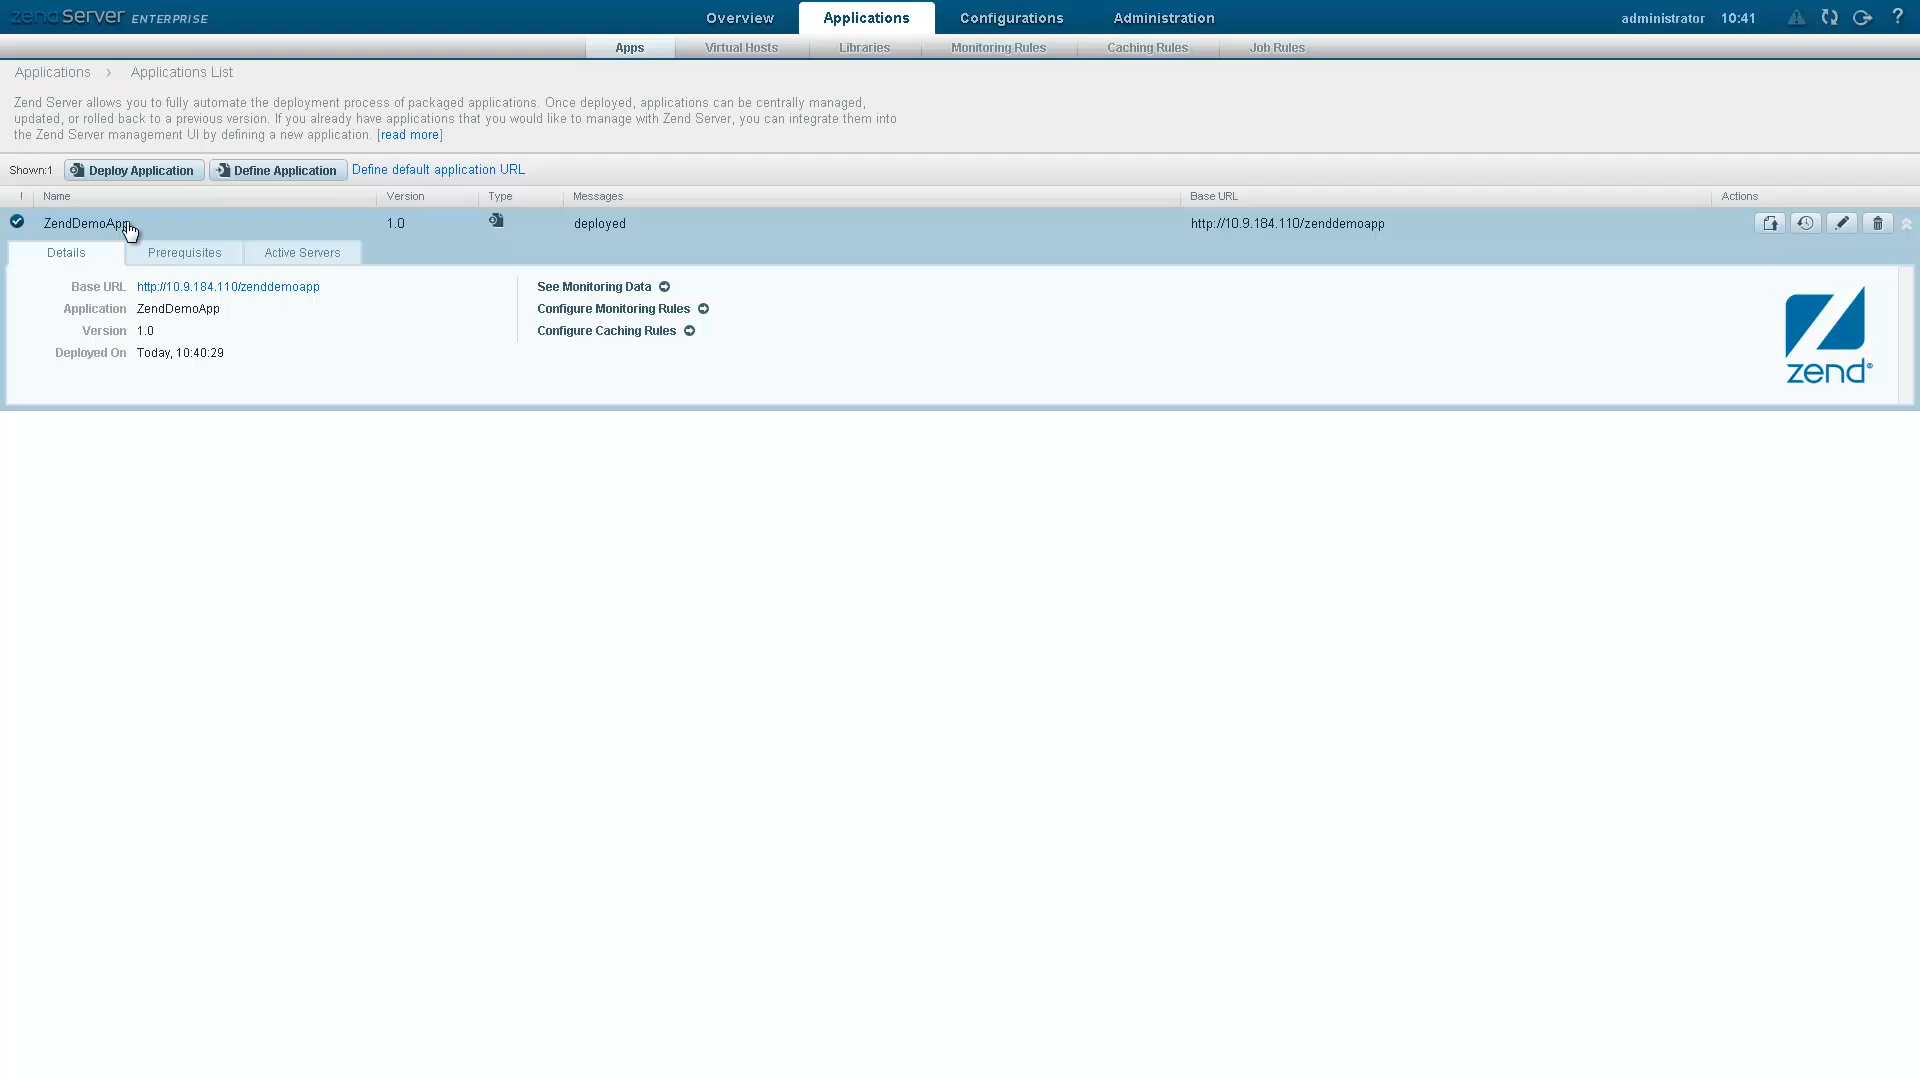 zend Server ENTERPRISE
Overview Applications Configurations Administration
administrator 10:41 ?
Apps Virtual Hosts Libraries Monitoring Rules Caching Rules Job Rules
Applications › Applications List
Zend Server allows you to fully automate the deployment process of packaged applications. Once deployed, applications can be centrally managed,
updated, or rolled back to a previous version. If you already have applications that you would like to manage with Zend Server, you can integrate them into
the Zend Server management UI by defining a new application. [read more]
Shown:1 Deploy Application Define Application Define default application URL
! Name Version Type Messages Base URL Actions
ZendDemoApp 1.0 deployed http://10.9.184.110/zenddemoapp
Details Prerequisites Active Servers
Base URL http://10.9.184.110/zenddemoapp
Application ZendDemoApp
Version 1.0
Deployed On Today, 10:40:29
See Monitoring Data
Configure Monitoring Rules
Configure Caching Rules
zend®